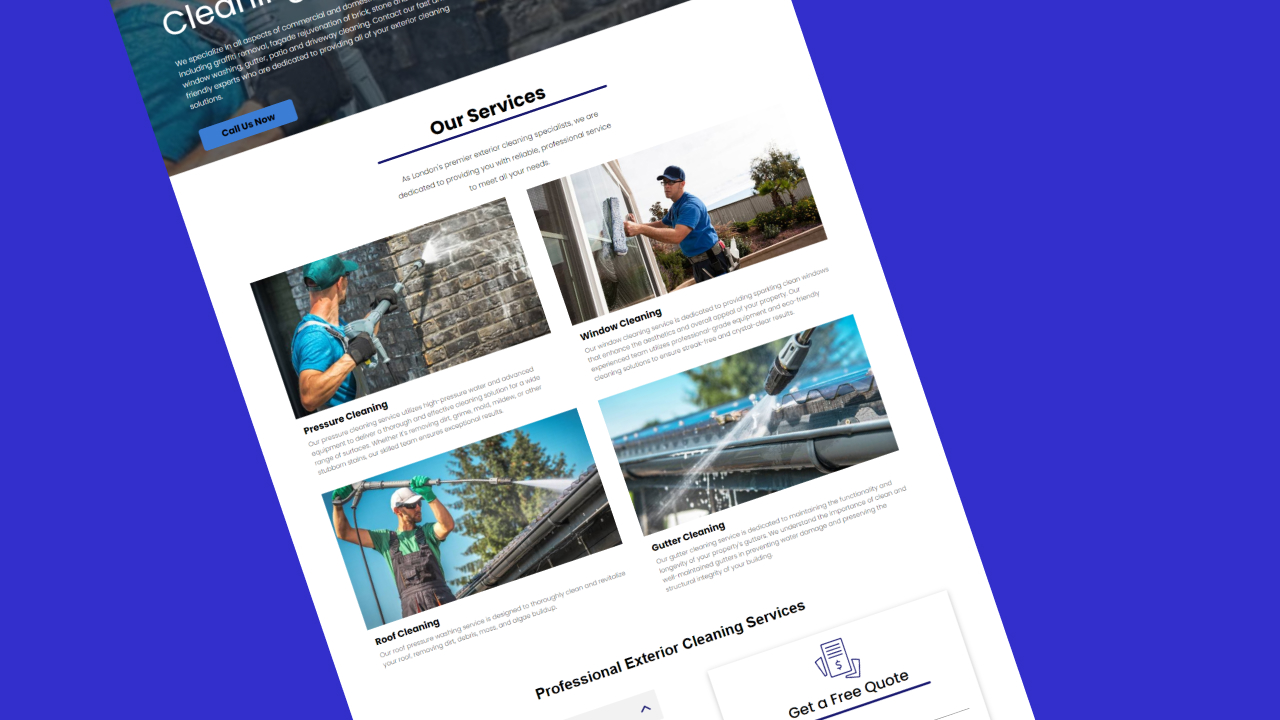 Cleaning
We specialize in all aspects of commercial and
including graffiti removal, façade rejuvenation of brick, stone
window washing, gutter, patio and driveway cleaning. Contact our fast
friendly experts who are dedicated to providing all of your exterior cleaning
solutions.
Call Us Now
Our Services
As London's premier exterior cleaning specialists, we are
dedicated to providing you with reliable, professional service
to meet all your needs.
Pressure Cleaning
Our pressure cleaning service utilizes high-pressure water and advanced
equipment to deliver a thorough and effective cleaning solution for a wide
range of surfaces. Whether it's removing dirt, grime, mold, mildew, or other
stubborn stains, our skilled team ensures exceptional results.
Window Cleaning
Our window cleaning service is dedicated to providing sparkling clean windows
that enhance the aesthetics and overall appeal of your property. Our
experienced team utilizes professional-grade equipment and eco-friendly
cleaning solutions to ensure streak-free and crystal-clear results.
Roof Cleaning
Our roof pressure washing service is designed to thoroughly clean and revitalize
your roof, removing dirt, debris, moss, and algae buildup.
Gutter Cleaning
Our gutter cleaning service is dedicated to maintaining the functionality and
longevity of your property's gutters. We understand the importance of clean and
well-maintained gutters in preventing water damage and preserving the
structural integrity of your building.
Professional Exterior Cleaning Services
$
Get a Free Quote